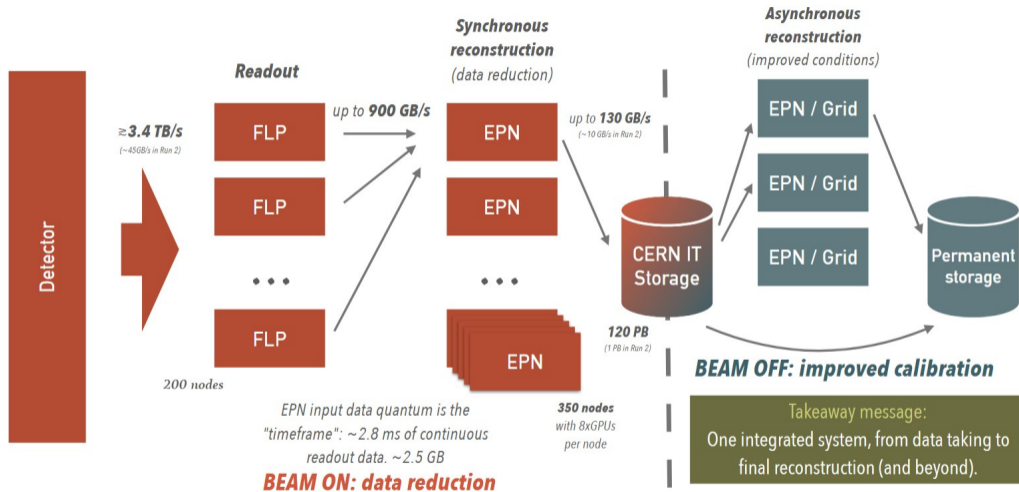 Detector
≥3.4 TB/s
(~45GB/s in Run 2)
Readout
FLP
FLP
•••
FLP
200 nodes
up to 900 GB/s
Synchronous
reconstruction
(data reduction)
EPN
EPN
•••
EPN
350 nodes
with 8xGPUs
per node
EPN input data quantum is the
"timeframe": ~2.8 ms of continuous
readout data. ~2.5 GB
BEAM ON: data reduction
up to 130 GB/s
(~10 GB/s in Run 2)
CERN IT
Storage
120 PB
(1 PB in Run 2)
Asynchronous
reconstruction
(improved conditions)
EPN / Grid
EPN / Grid
EPN / Grid
Permanent
storage
BEAM OFF: improved calibration
Takeaway message:
One integrated system, from data taking to
final reconstruction (and beyond).